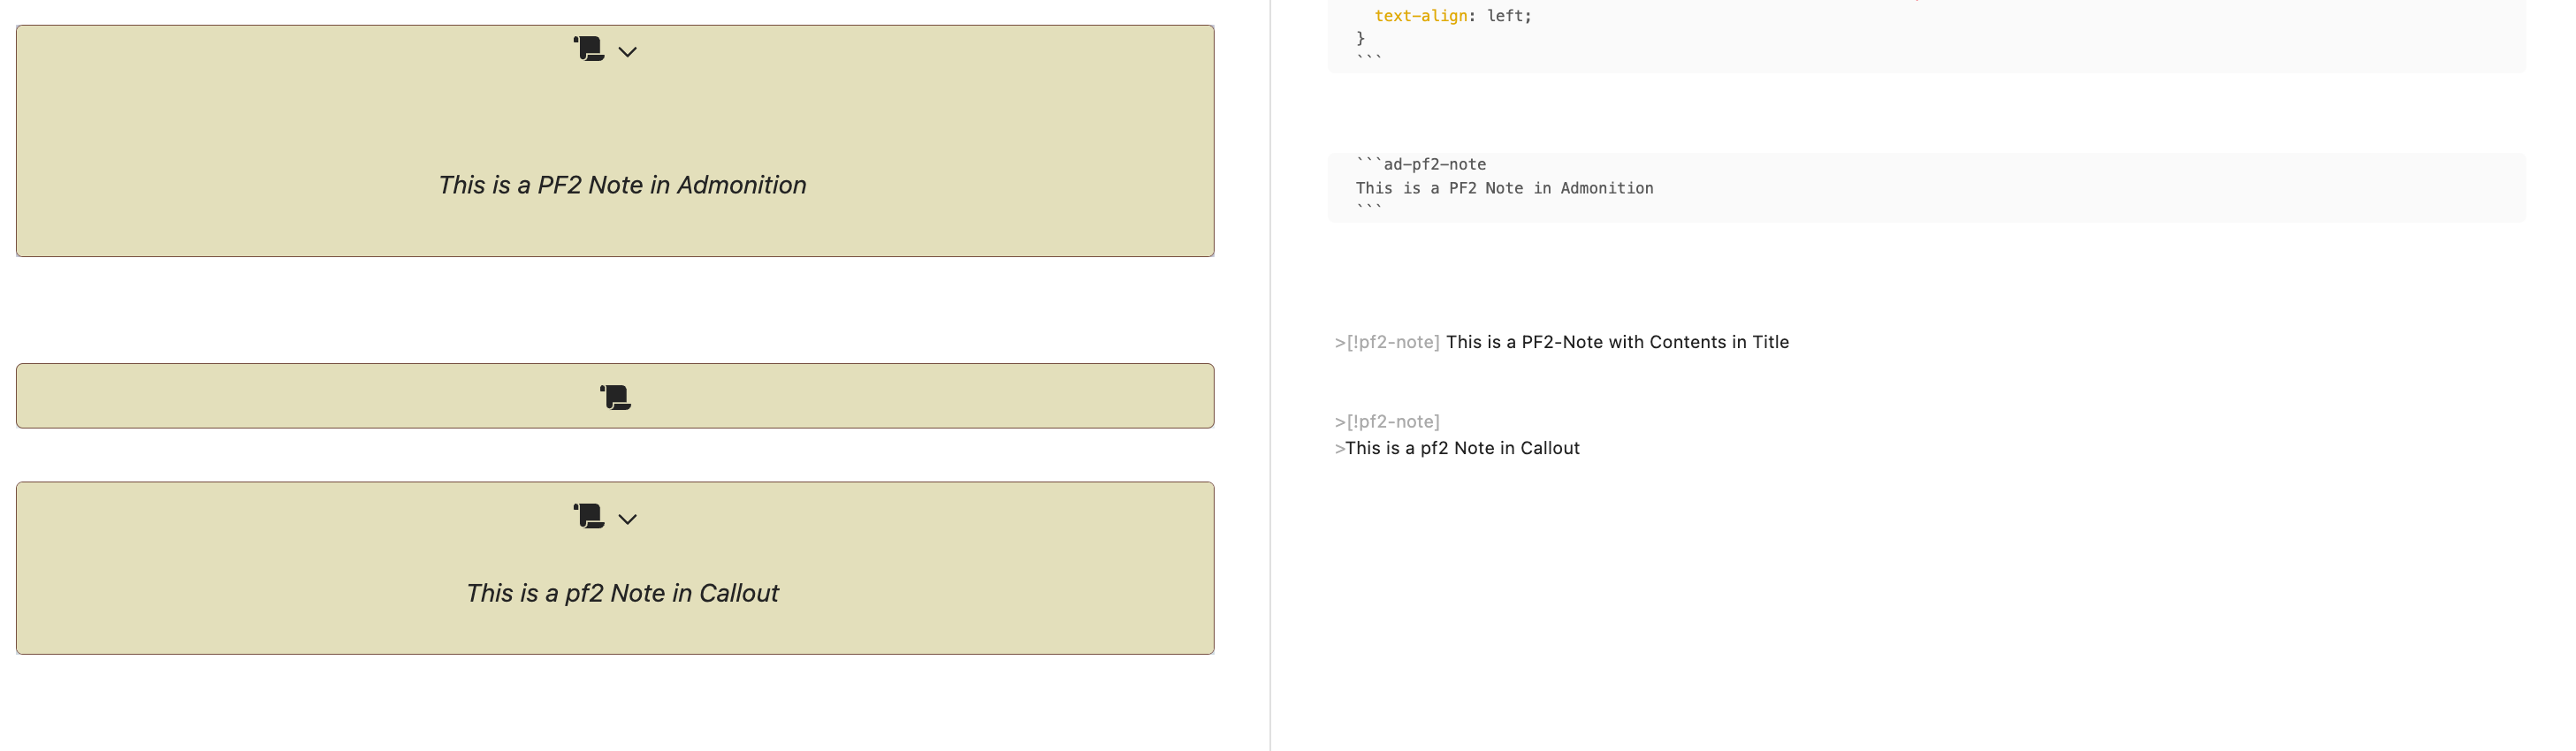 This is a PF2 Note in Admonition
This is a pf2 Note in Callout
text-align: left;
}
```
```ad-pf2-note
This is a PF2 Note in Admonition
```
>[!pf2-note] This is a PF2-Note with Contents in Title
>[!pf2-note]
>This is a pf2 Note in Callout